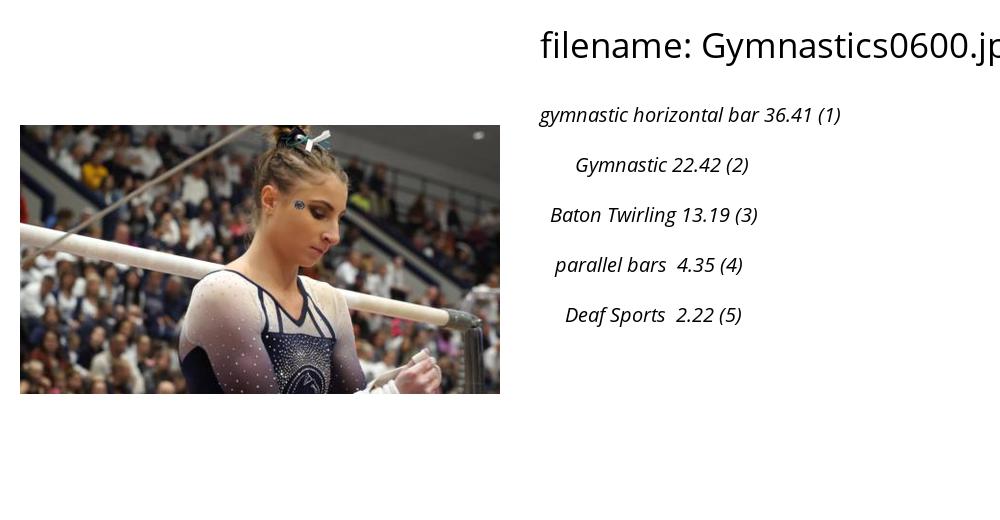 filename: Gymnastics0600.jp
gymnastic horizontal bar 36.41 (1)
Gymnastic 22.42 (2)
Baton Twirling 13.19 (3)
parallel bars 4.35 (4)
Deaf Sports 2.22 (5)